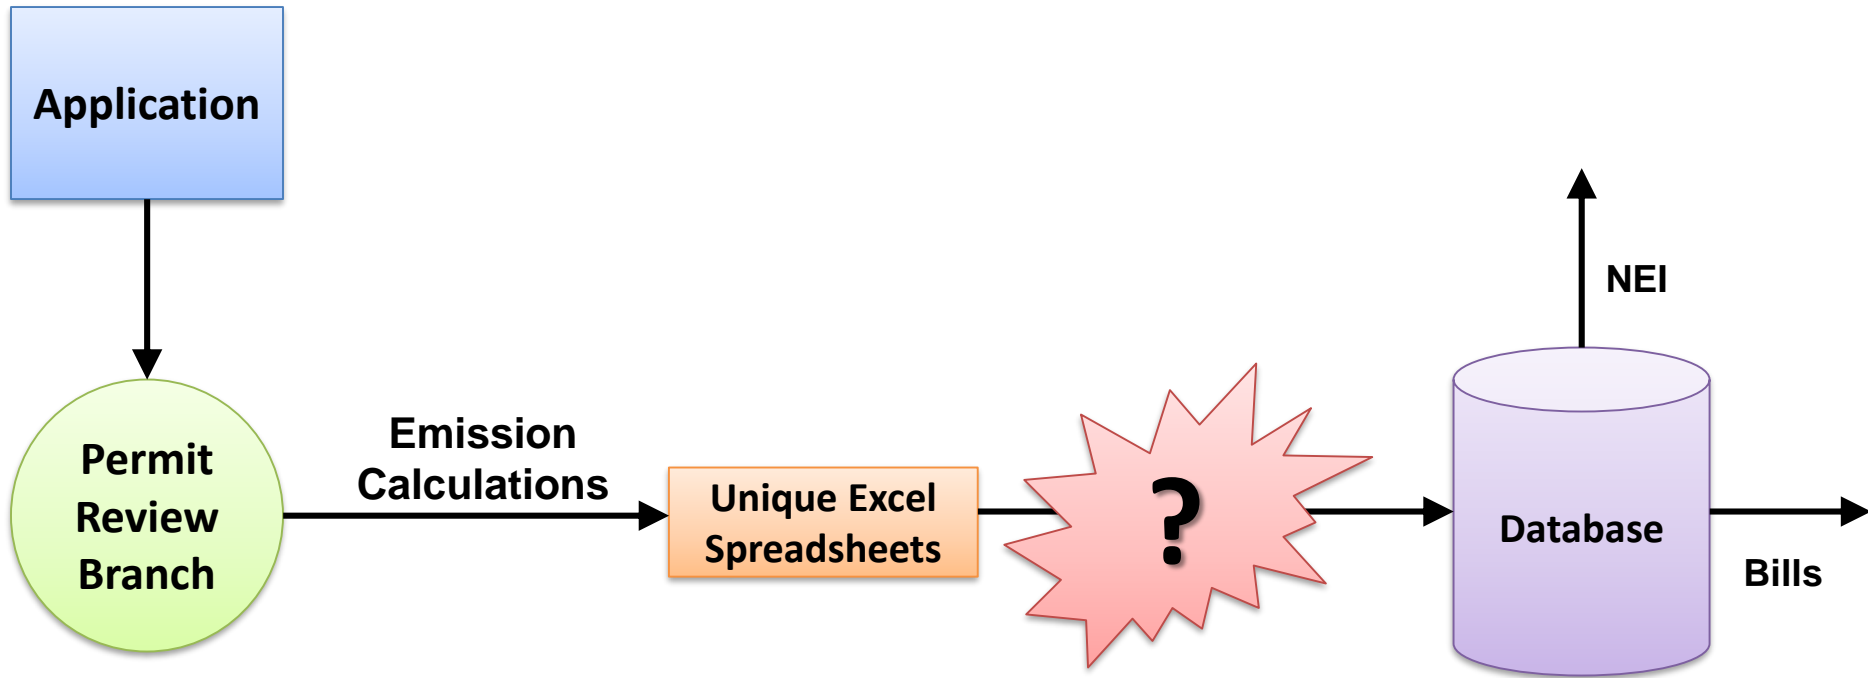 Application
Permit
Review
Branch
Emission
Calculations
Unique Excel
Spreadsheets
?
Database
NEI
Bills